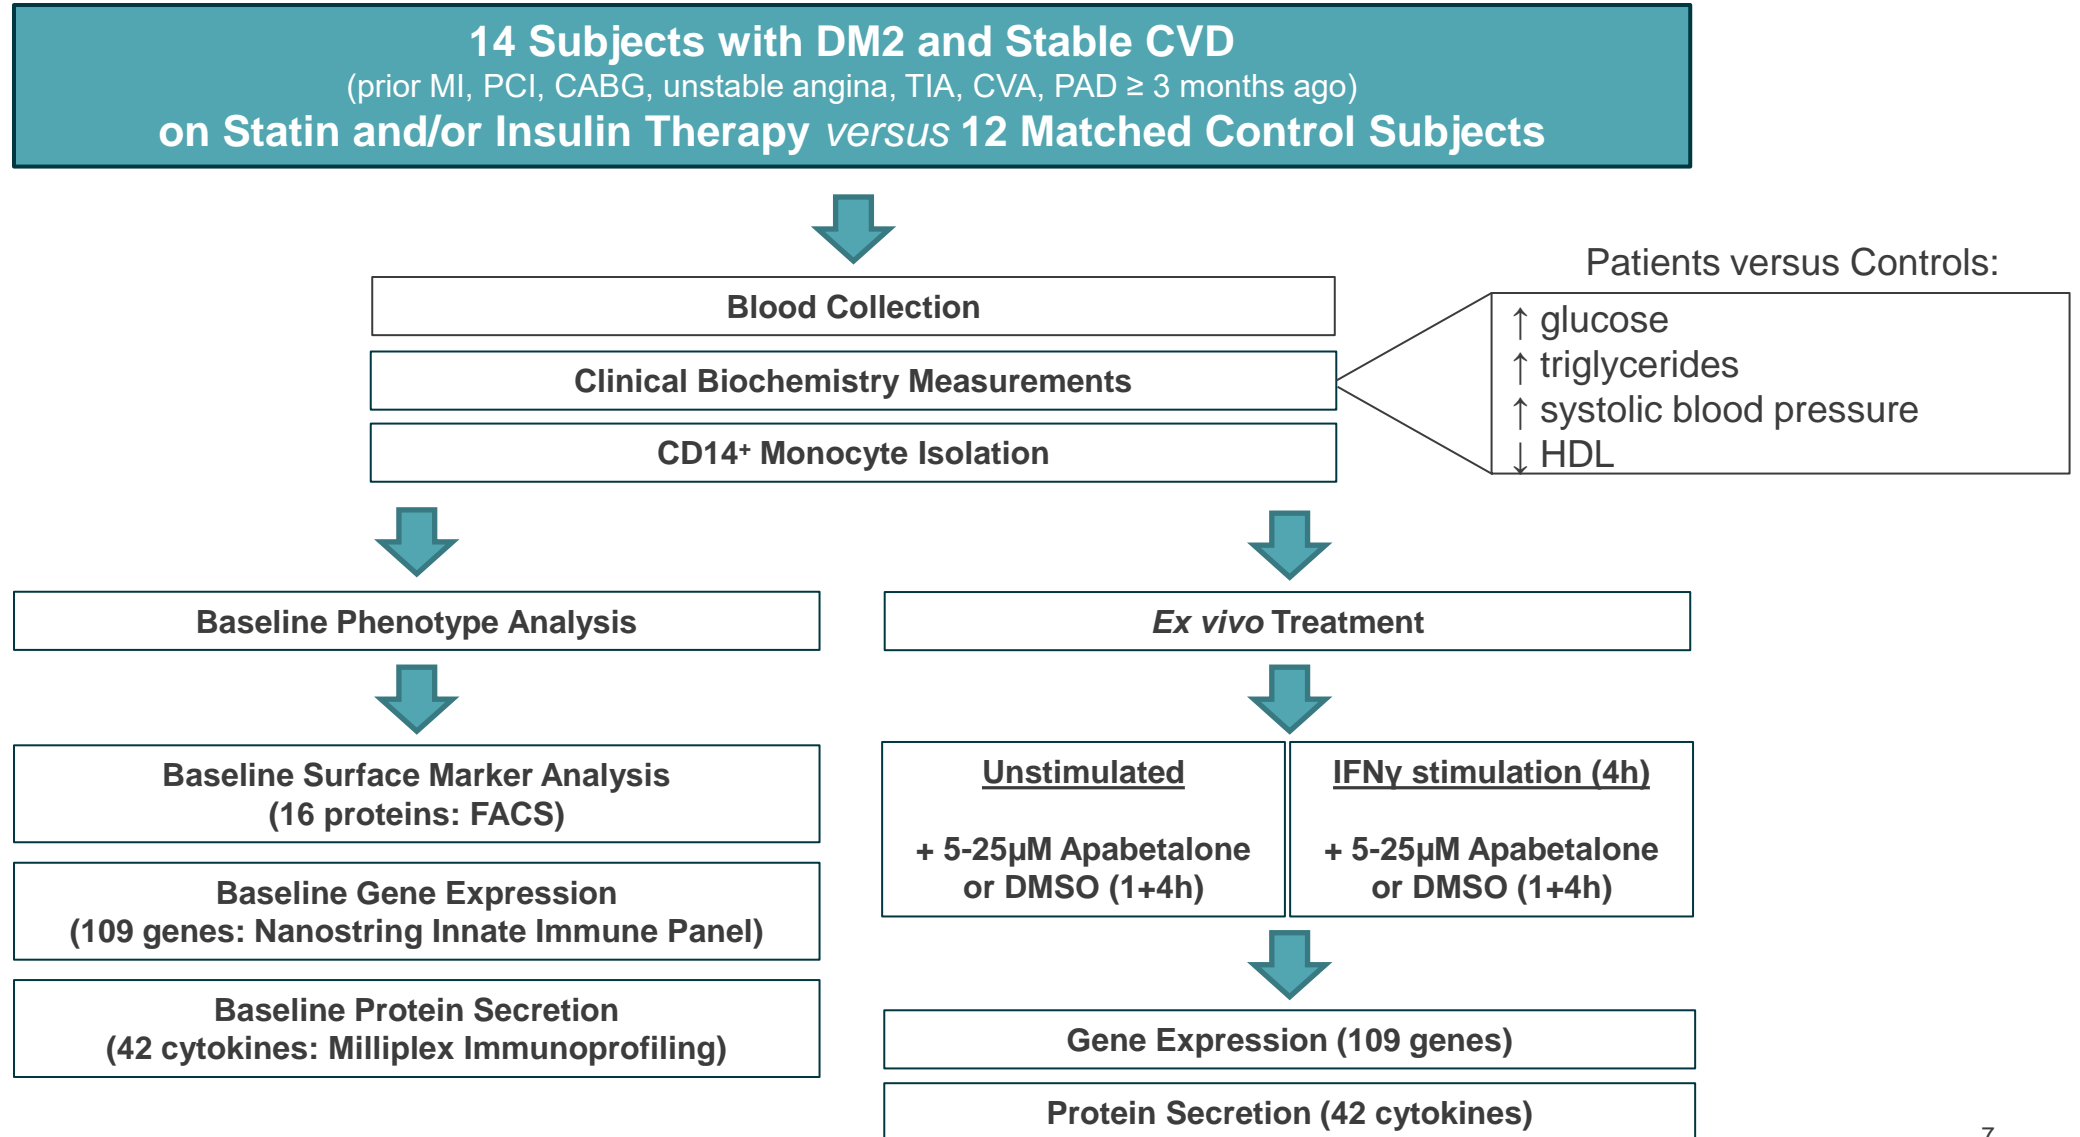 14 Subjects with DM2 and Stable CVD
(prior MI, PCI, CABG, unstable angina, TIA, CVA, PAD ≥ 3 months ago)
on Statin and/or Insulin Therapy versus 12 Matched Control Subjects
Blood Collection
Clinical Biochemistry Measurements
CD14⁺ Monocyte Isolation
Patients versus Controls:
↑ glucose
↑ triglycerides
↑ systolic blood pressure
↓ HDL
Baseline Phenotype Analysis
Baseline Surface Marker Analysis
(16 proteins: FACS)
Baseline Gene Expression
(109 genes: Nanostring Innate Immune Panel)
Baseline Protein Secretion
(42 cytokines: Milliplex Immunoprofiling)
Ex vivo Treatment
Unstimulated
+ 5-25μM Apabetalone
or DMSO (1+4h)
IFNγ stimulation (4h)
+ 5-25μM Apabetalone
or DMSO (1+4h)
Gene Expression (109 genes)
Protein Secretion (42 cytokines)
7